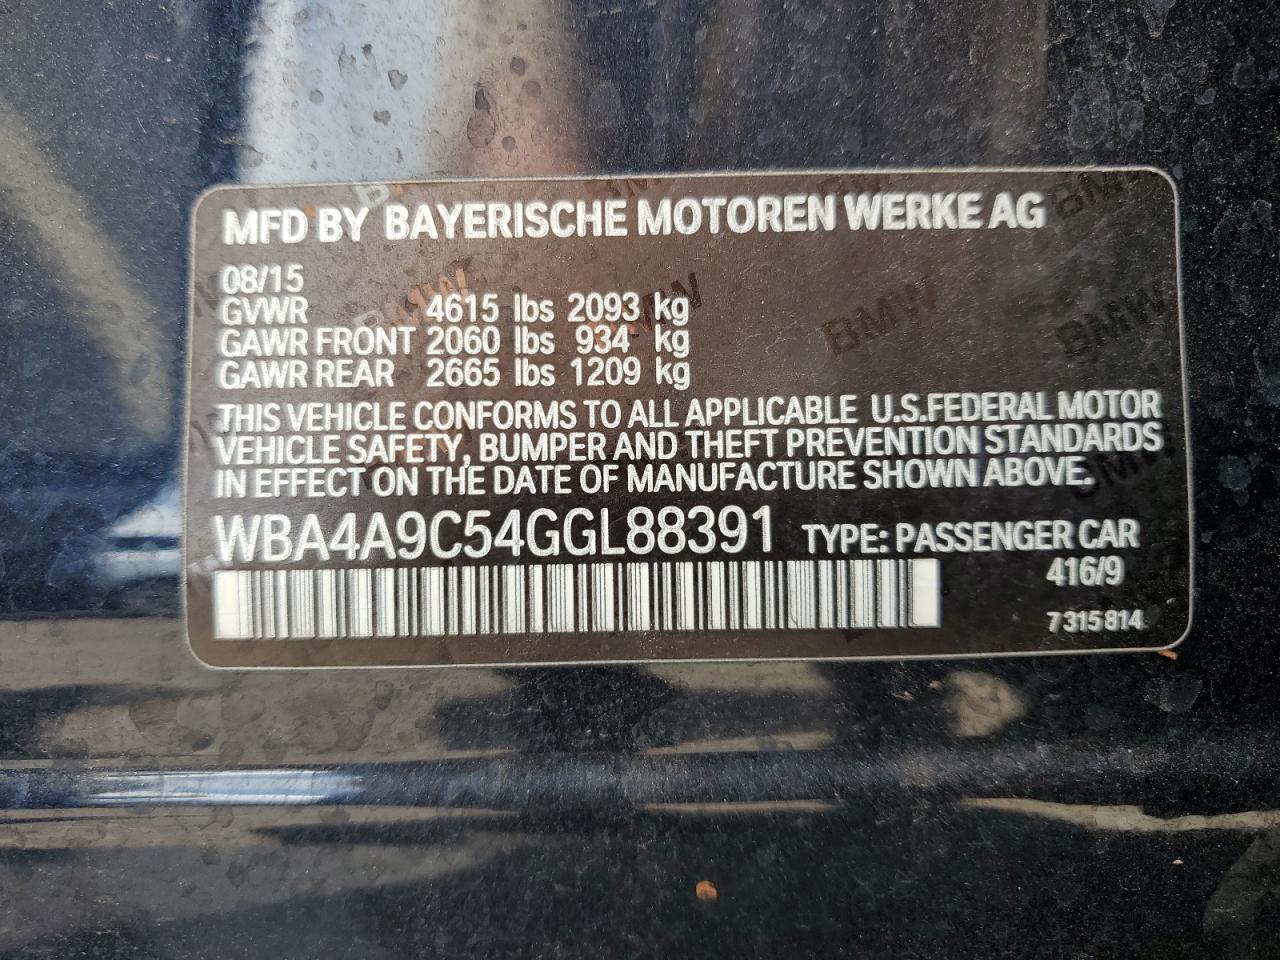 MFD BY BAYERISCHE MOTOREN WERKE AG
08/15
GVWR 4615 lbs 2093 kg
GAWR FRONT 2060 lbs 934 kg
GAWR REAR 2665 lbs 1209 kg
THIS VEHICLE CONFORMS TO ALL APPLICABLE U.S.FEDERAL MOTOR
VEHICLE SAFETY, BUMPER AND THEFT PREVENTION STANDARDS
IN EFFECT ON THE DATE OF MANUFACTURE SHOWN ABOVE.
WBA4A9C54GGL88391 TYPE: PASSENGER CAR
416/9
7315814